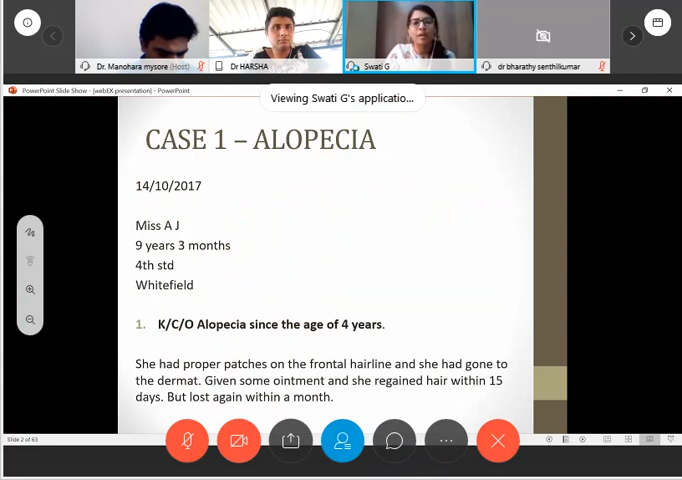 Dr. Manohara mysore (Host)
Dr HARSHA
Swati G
dr bharathy senthilkumar
PowerPoint Slide Show - [webEX presentation] - PowerPoint
Viewing Swati G's applicatio...
CASE 1 – ALOPECIA
14/10/2017
Miss A J
9 years 3 months
4th std
Whitefield
1. K/C/O Alopecia since the age of 4 years.
She had proper patches on the frontal hairline and she had gone to
the dermat. Given some ointment and she regained hair within 15
days. But lost again within a month.
Slide 2 of 63